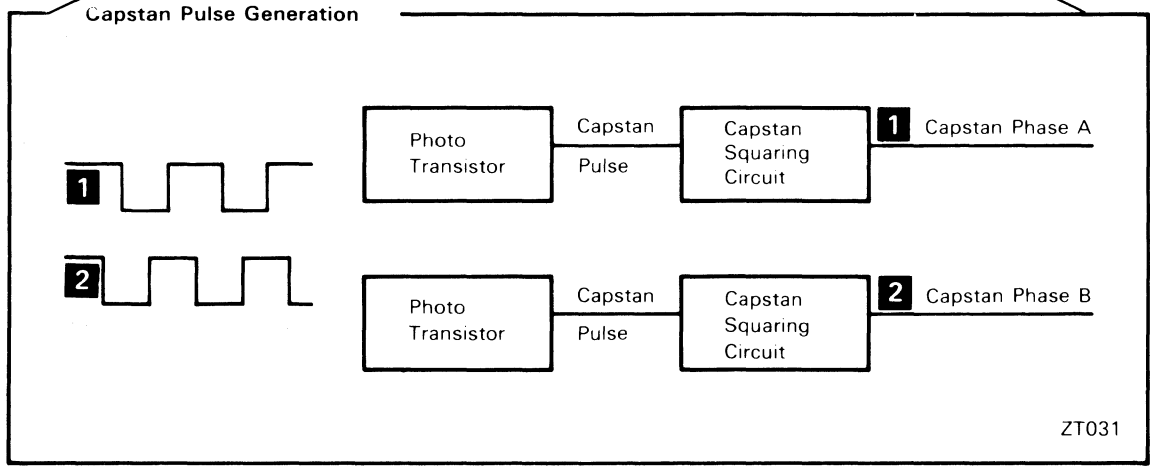 Capstan Pulse Generation
1
2
Photo
Transistor
Capstan
Pulse
Capstan
Squaring
Circuit
1 Capstan Phase A
Photo
Transistor
Capstan
Pulse
Capstan
Squaring
Circuit
2 Capstan Phase B
ZT031